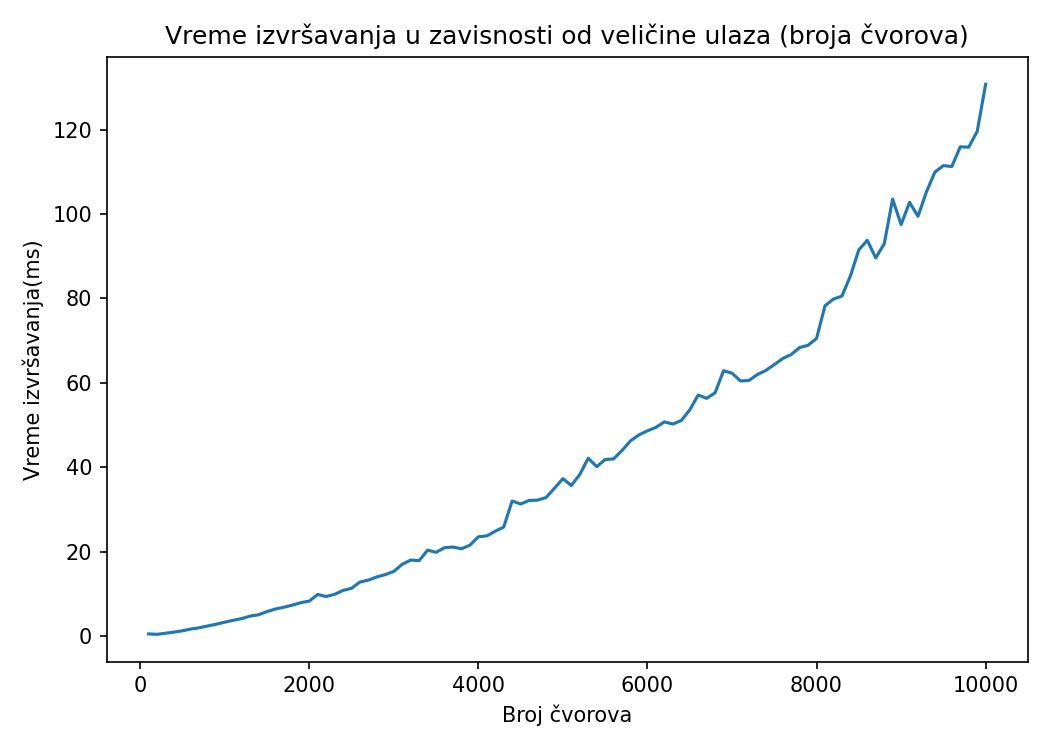 Vreme izvršavanja u zavisnosti od veličine ulaza (broja čvorova)
Vreme izvršavanja(ms)
120
100
80
60
40
20
0
0 2000 4000 6000 8000 10000
Broj čvorova